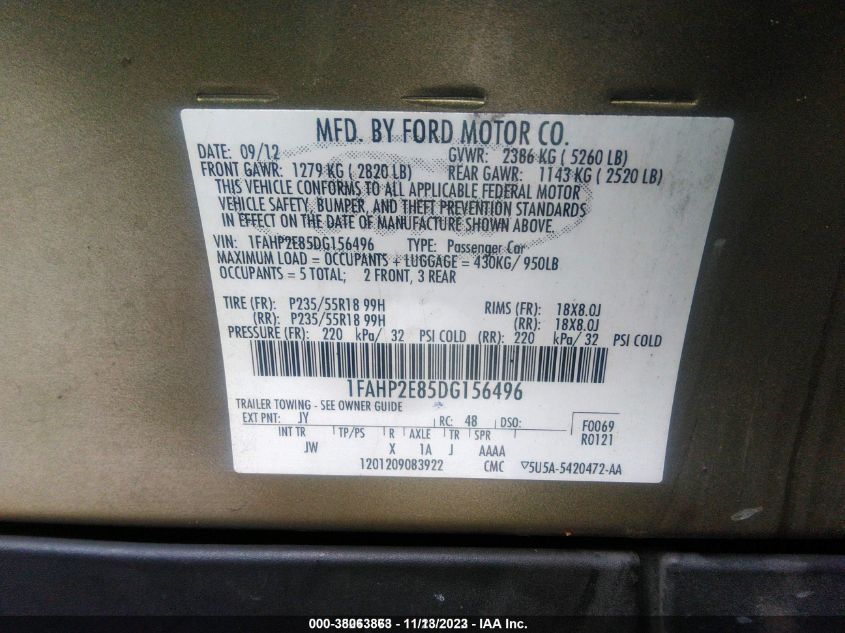 MFD. BY FORD MOTOR CO.
DATE: 09/12 GVWR: 2386 KG ( 5260 LB)
FRONT GAWR: 1279 KG ( 2820 LB) REAR GAWR: 1143 KG ( 2520 LB)
THIS VEHICLE CONFORMS TO ALL APPLICABLE FEDERAL MOTOR
VEHICLE SAFETY, BUMPER, AND THEFT PREVENTION STANDARDS
IN EFFECT ON THE DATE OF MANUFACTURE SHOWN ABOVE.
VIN: 1FAHP2E85DG156496 TYPE: Passenger Car
MAXIMUM LOAD = OCCUPANTS + LUGGAGE = 430KG/ 950LB
OCCUPANTS = 5 TOTAL; 2 FRONT, 3 REAR
TIRE (FR): P235/55R18 99H RIMS (FR): 18X8.0J
(RR): P235/55R18 99H (RR): 18X8.0J
PRESSURE (FR): 220 kPa/ 32 PSI COLD (RR): 220 kPa/ 32 PSI COLD
1FAHP2E85DG156496
TRAILER TOWING - SEE OWNER GUIDE
EXT PNT: JY RC: 48 DSO: F0069
INT TR TP/PS R AXLE TR SPR R0121
JW X 1A J AAAA
1201209083922 CMC ▽5U5A-5420472-AA
IAA Inc.